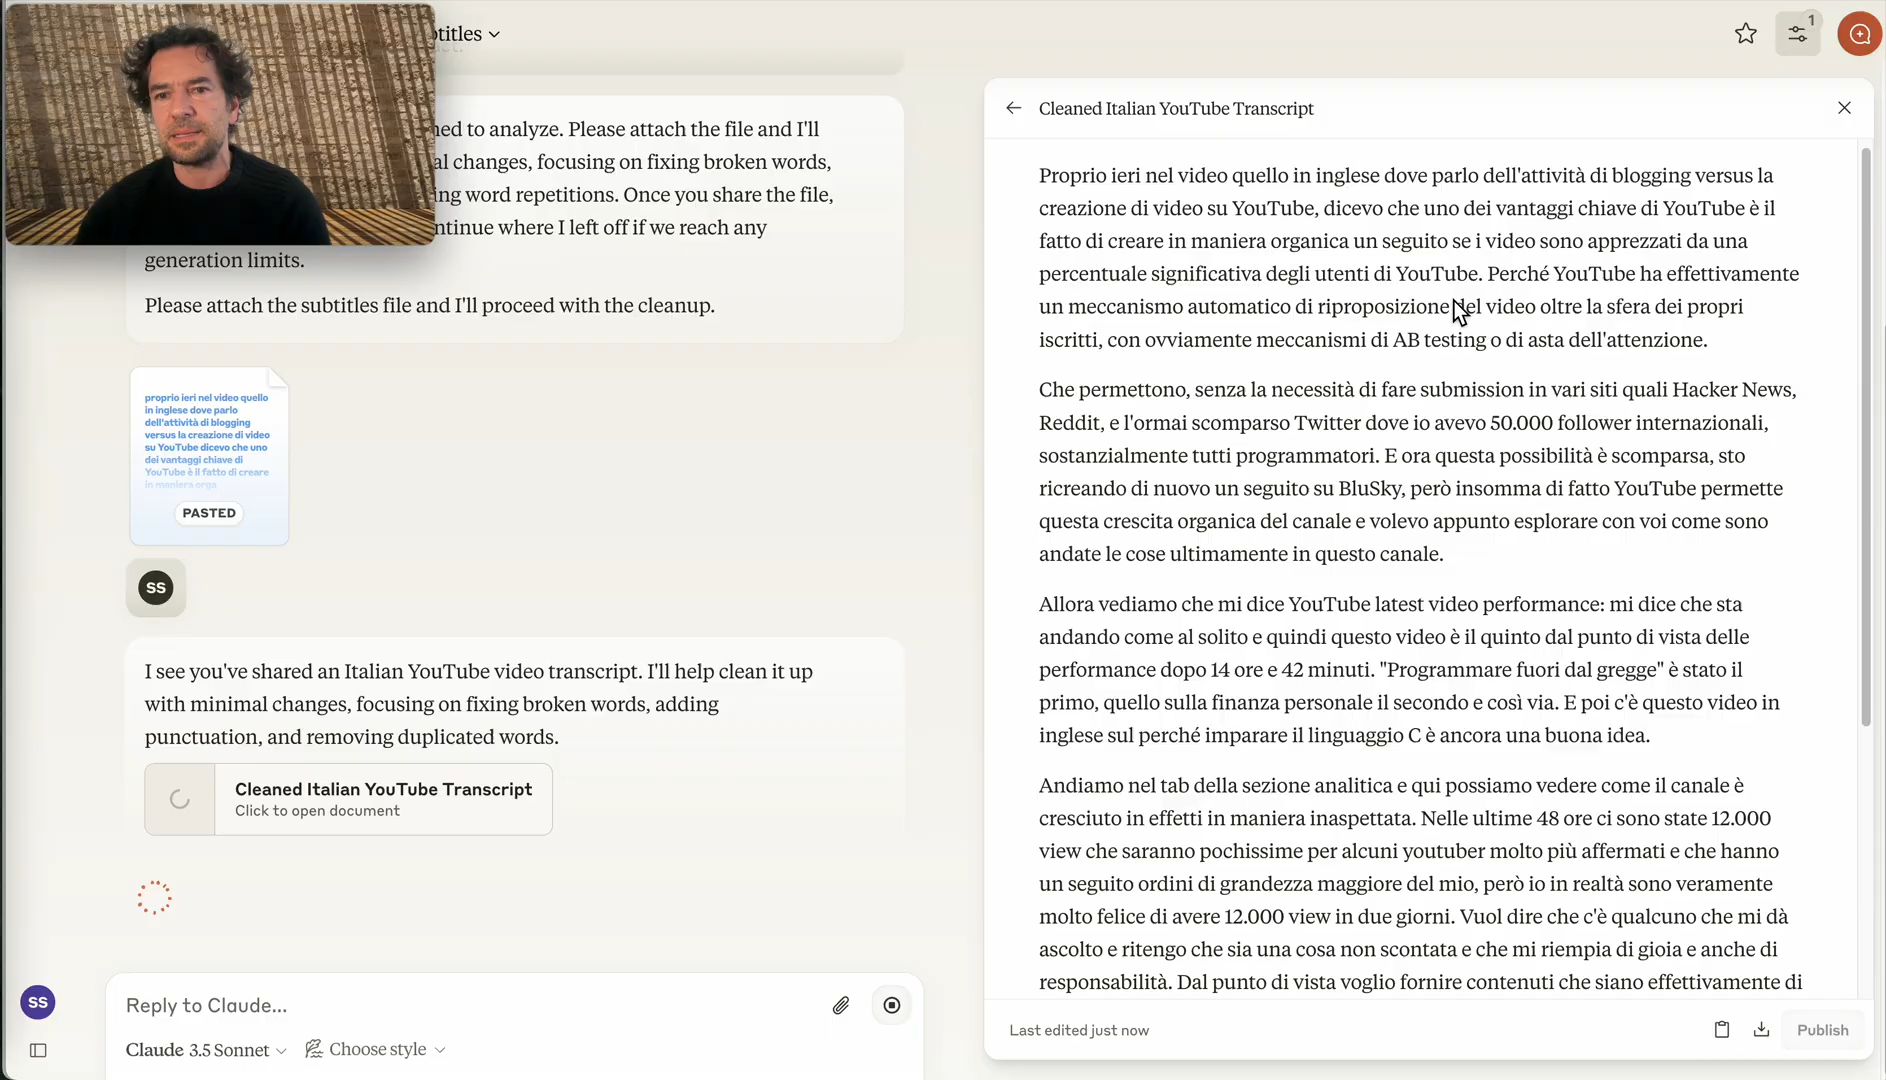 titles
1
ned to analyze. Please attach the file and I'll
al changes, focusing on fixing broken words,
ing word repetitions. Once you share the file,
ntinue where I left off if we reach any
generation limits.
Please attach the subtitles file and I'll proceed with the cleanup.
proprio ieri nel video quello
in inglese dove parlo
dell'attività di blogging
versus la creazione di video
su YouTube dicevo che uno
dei vantaggi chiave di
YouTube è il fatto di creare
in maniera orga
PASTED
SS
I see you've shared an Italian YouTube video transcript. I'll help clean it up
with minimal changes, focusing on fixing broken words, adding
punctuation, and removing duplicated words.
Cleaned Italian YouTube Transcript
Click to open document
SS
Reply to Claude...
Claude 3.5 Sonnet
Choose style
Cleaned Italian YouTube Transcript
Proprio ieri nel video quello in inglese dove parlo dell'attività di blogging versus la
creazione di video su YouTube, dicevo che uno dei vantaggi chiave di YouTube è il
fatto di creare in maniera organica un seguito se i video sono apprezzati da una
percentuale significativa degli utenti di YouTube. Perché YouTube ha effettivamente
un meccanismo automatico di riproposizione del video oltre la sfera dei propri
iscritti, con ovviamente meccanismi di AB testing o di asta dell'attenzione.
Che permettono, senza la necessità di fare submission in vari siti quali Hacker News,
Reddit, e l'ormai scomparso Twitter dove io avevo 50.000 follower internazionali,
sostanzialmente tutti programmatori. E ora questa possibilità è scomparsa, sto
ricreando di nuovo un seguito su BluSky, però insomma di fatto YouTube permette
questa crescita organica del canale e volevo appunto esplorare con voi come sono
andate le cose ultimamente in questo canale.
Allora vediamo che mi dice YouTube latest video performance: mi dice che sta
andando come al solito e quindi questo video è il quinto dal punto di vista delle
performance dopo 14 ore e 42 minuti. "Programmare fuori dal gregge" è stato il
primo, quello sulla finanza personale il secondo e così via. E poi c'è questo video in
inglese sul perché imparare il linguaggio C è ancora una buona idea.
Andiamo nel tab della sezione analitica e qui possiamo vedere come il canale è
cresciuto in effetti in maniera inaspettata. Nelle ultime 48 ore ci sono state 12.000
view che saranno pochissime per alcuni youtuber molto più affermati e che hanno
un seguito ordini di grandezza maggiore del mio, però io in realtà sono veramente
molto felice di avere 12.000 view in due giorni. Vuol dire che c'è qualcuno che mi dà
ascolto e ritengo che sia una cosa non scontata e che mi riempia di gioia e anche di
responsabilità. Dal punto di vista voglio fornire contenuti che siano effettivamente di
Last edited just now
Publish